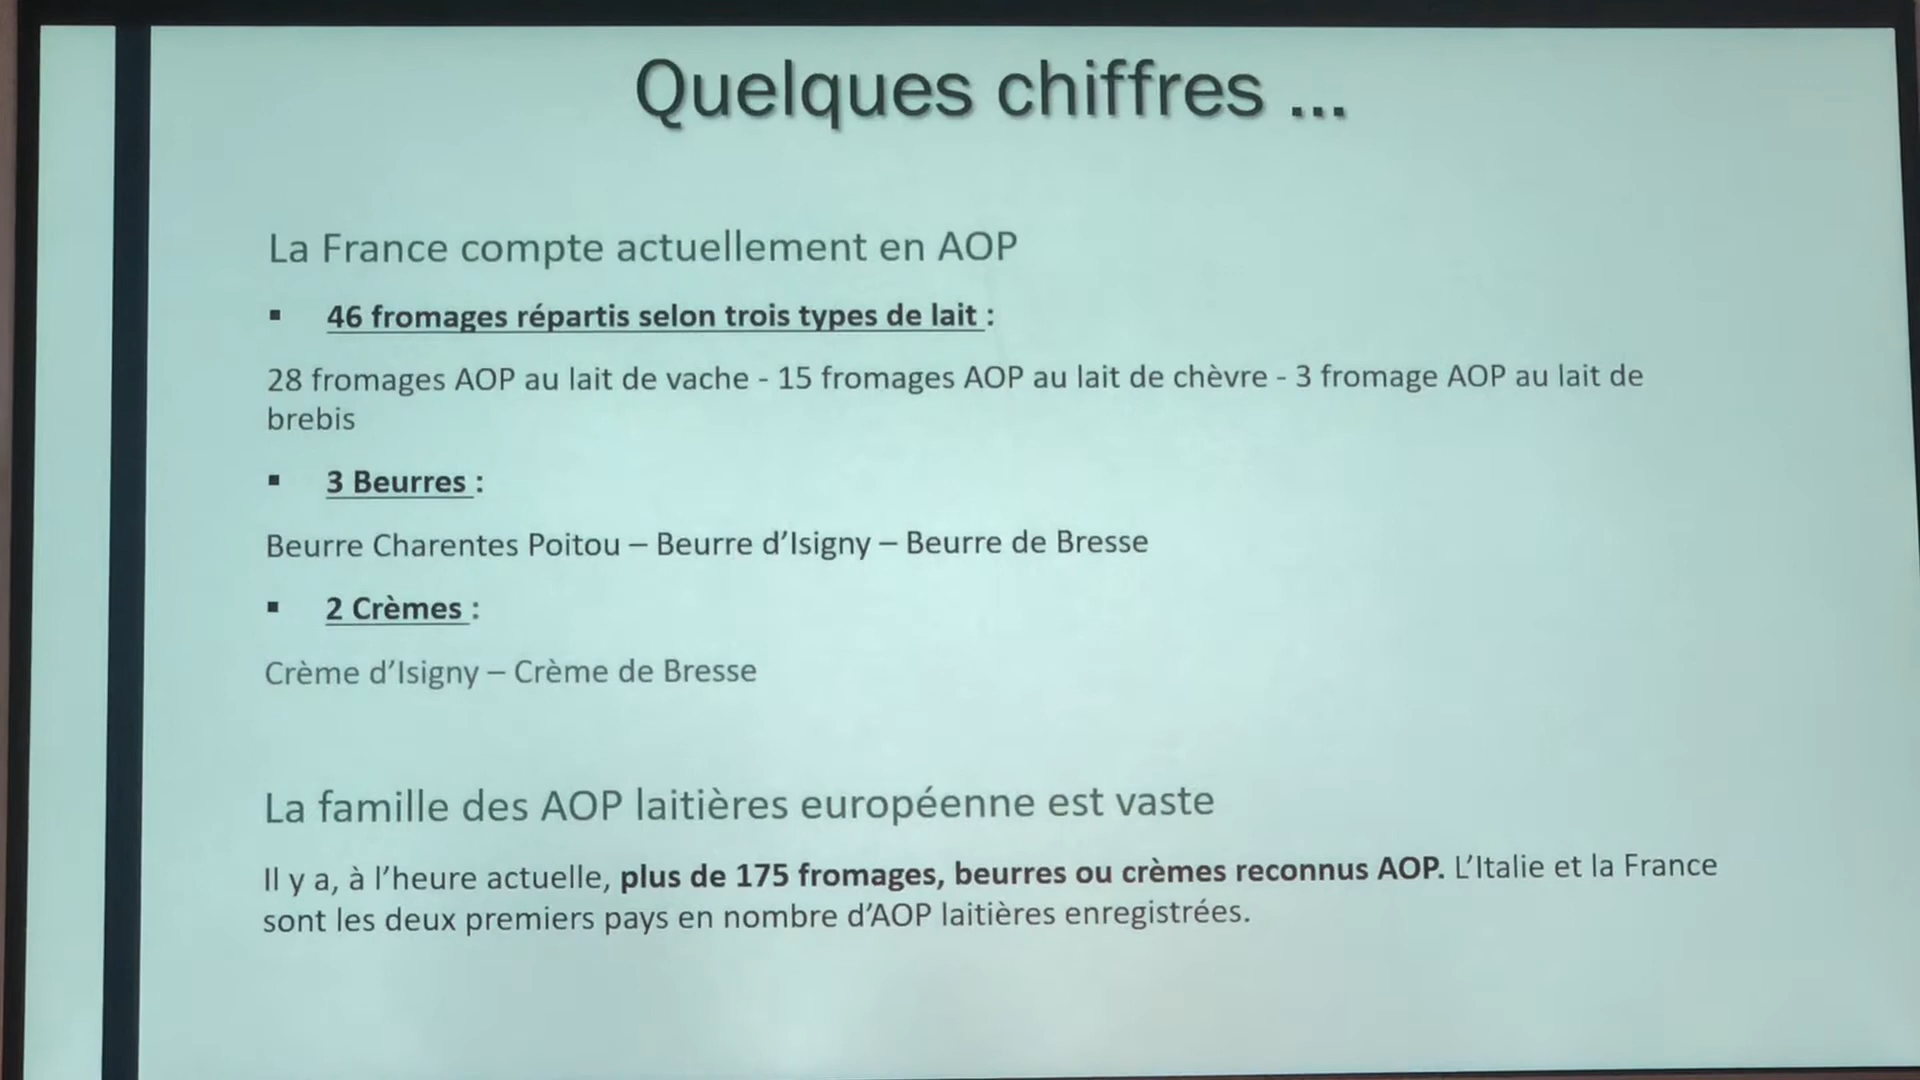 Quelques chiffres ...
La France compte actuellement en AOP
▪ 46 fromages répartis selon trois types de lait :
28 fromages AOP au lait de vache - 15 fromages AOP au lait de chèvre - 3 fromage AOP au lait de
brebis
▪ 3 Beurres :
Beurre Charentes Poitou – Beurre d’Isigny – Beurre de Bresse
▪ 2 Crèmes :
Crème d’Isigny – Crème de Bresse
La famille des AOP laitières européenne est vaste
Il y a, à l’heure actuelle, plus de 175 fromages, beurres ou crèmes reconnus AOP. L’Italie et la France
sont les deux premiers pays en nombre d’AOP laitières enregistrées.